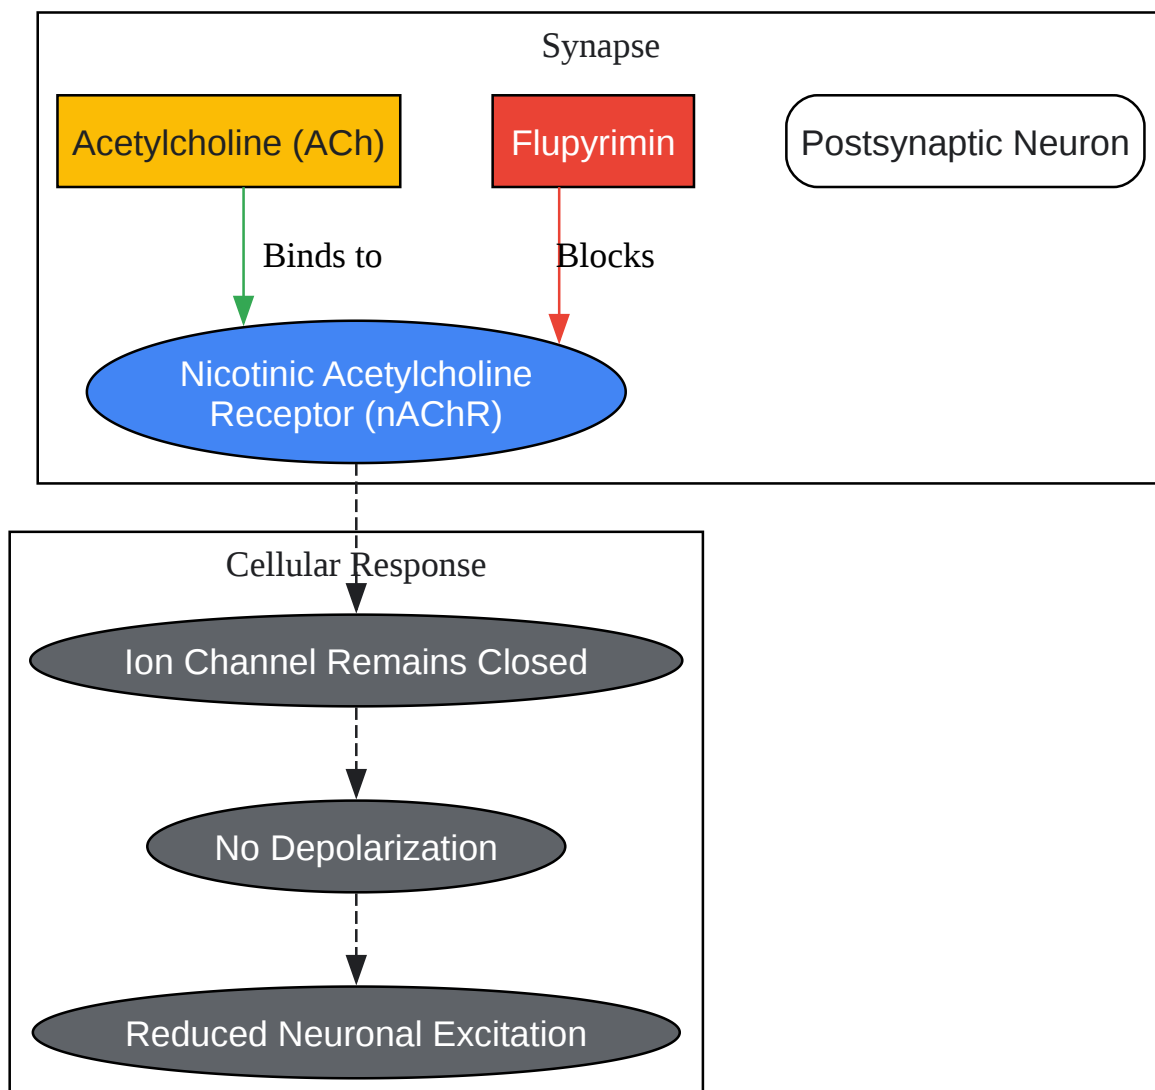 Synapse
Acetylcholine (ACh)
Flupyrimin
Postsynaptic Neuron
Binds to
Blocks
Nicotinic Acetylcholine
Receptor (nAChR)
Cellular Response
Ion Channel Remains Closed
No Depolarization
Reduced Neuronal Excitation